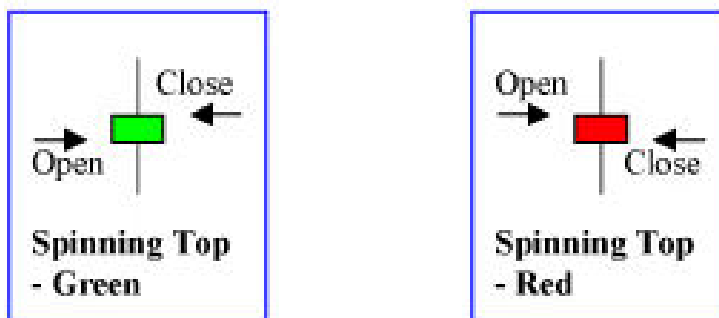 Close
Open
Spinning Top
- Green
Open
Close
Spinning Top
- Red